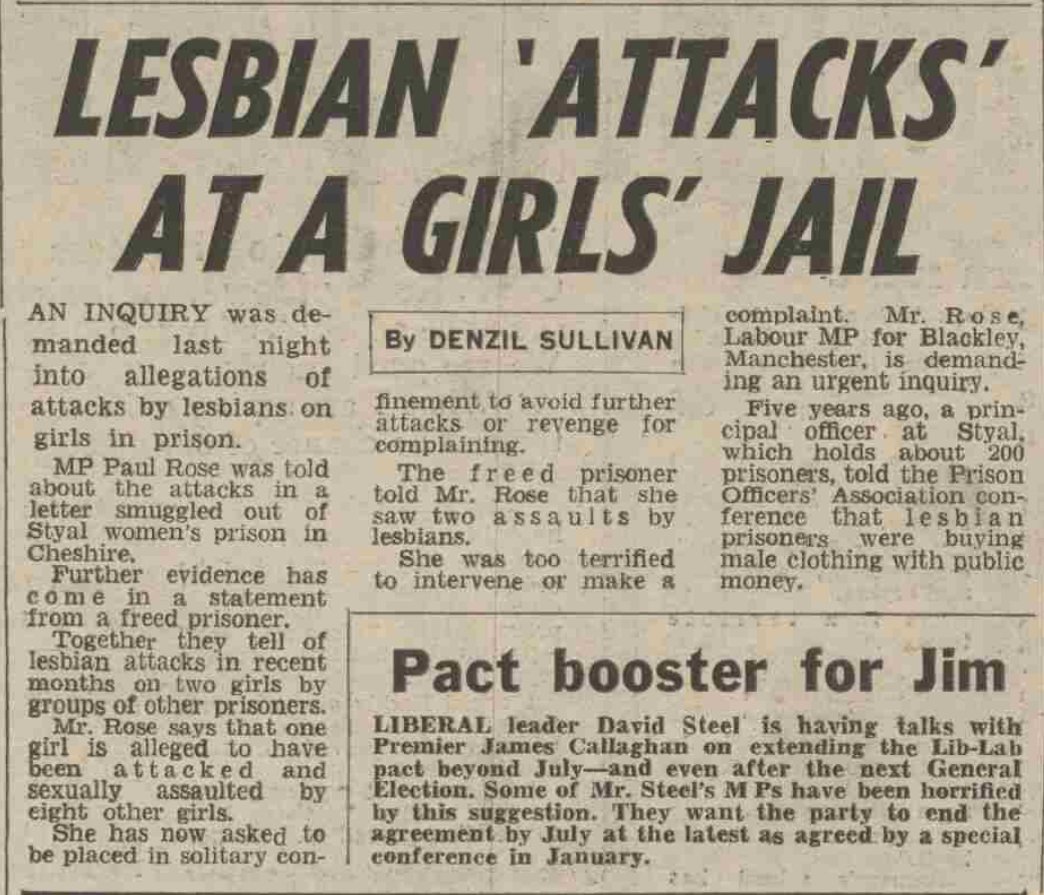 LESBIAN 'ATTACKS'
AT A GIRLS' JAIL
AN INQUIRY was de-
manded last night
into allegations of
attacks by lesbians on
girls in prison.
MP Paul Rose was told
about the attacks in a
letter smuggled out of
Styal women's prison in
Cheshire.
Further evidence has
come in a statement
from a freed prisoner.
Together they tell of
lesbian attacks in recent
months on two girls by
groups of other prisoners.
Mr. Rose says that one
girl is alleged to have
been attacked and
sexually assaulted by
eight other girls.
She has now asked to
be placed in solitary con-
By DENZIL SULLIVAN
finement to avoid further
attacks or revenge for
complaining.
The freed prisoner
told Mr. Rose that she
saw two assaults by
lesbians.
She was too terrified
to intervene or make a
complaint. Mr. Rose,
Labour MP for Blackley,
Manchester, is demand-
ing an urgent inquiry.
Five years ago, a prin-
cipal officer at Styal,
which holds about 200
prisoners, told the Prison
Officers' Association con-
ference that lesbian
prisoners were buying
male clothing with public
money.
Pact booster for Jim
LIBERAL leader David Steel is having talks with
Premier James Callaghan on extending the Lib-Lab
pact beyond July—and even after the next General
Election. Some of Mr. Steel's M Ps have been horrified
by this suggestion. They want the party to end the
agreement by July at the latest as agreed by a special
conference in January.